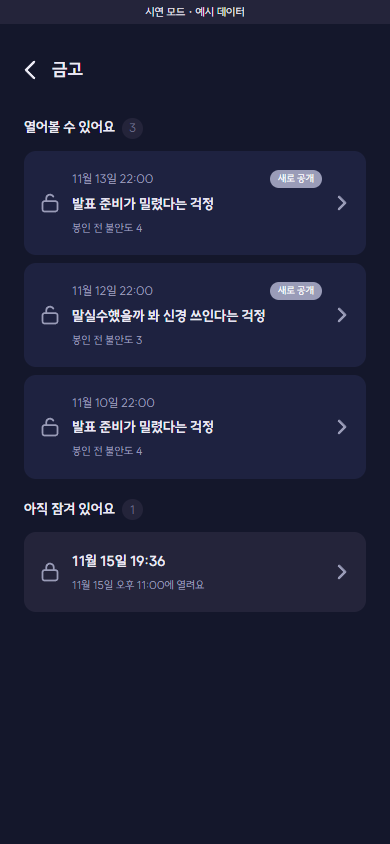 시연 모드 · 예시 데이터
금고
열어볼 수 있어요 3
11월 13일 22:00 새로 공개
발표 준비가 밀렸다는 걱정
봉인 전 불안도 4
11월 12일 22:00 새로 공개
말실수했을까 봐 신경 쓰인다는 걱정
봉인 전 불안도 3
11월 10일 22:00
발표 준비가 밀렸다는 걱정
봉인 전 불안도 4
아직 잠겨 있어요 1
11월 15일 19:36
11월 15일 오후 11:00에 열려요